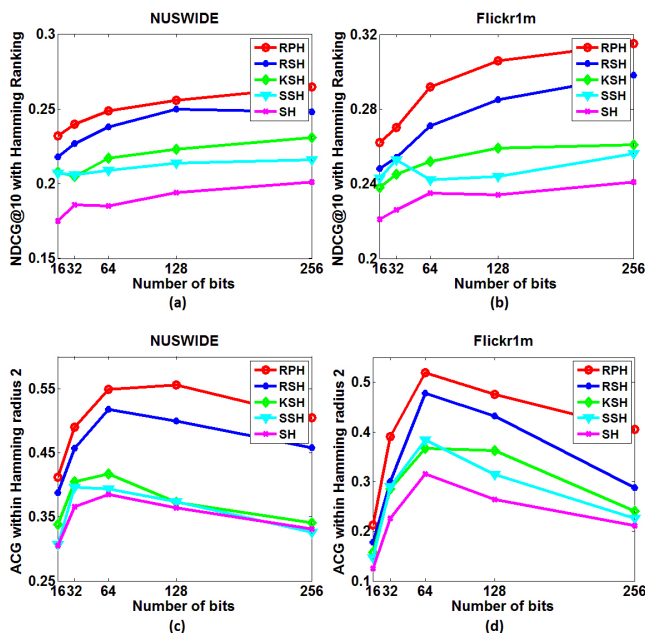 NUSWIDE
NDCG@10 with Hamming Ranking
0.3
0.25
0.2
0.15
RPH
RSH
KSH
SSH
SH
16 32 64 128 256
Number of bits
(a)
Flickr1m
NDCG@10 with Hamming Ranking
0.32
0.28
0.24
0.2
RPH
RSH
KSH
SSH
SH
16 32 64 128 256
Number of bits
(b)
NUSWIDE
ACG within Hamming radius 2
0.55
0.45
0.35
0.25
RPH
RSH
KSH
SSH
SH
16 32 64 128 256
Number of bits
(c)
Flickr1m
ACG within Hamming radius 2
0.5
0.4
0.3
0.2
0.1
RPH
RSH
KSH
SSH
SH
16 32 64 128 256
Number of bits
(d)